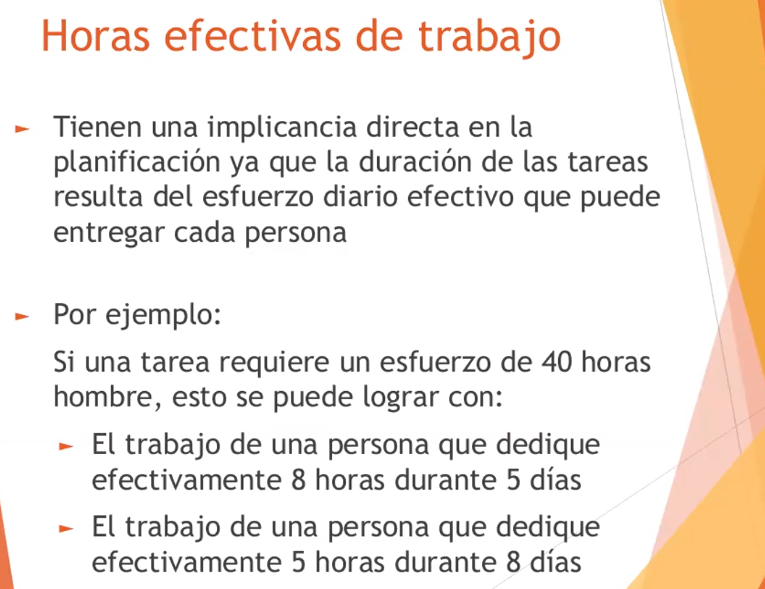 Horas efectivas de trabajo
► Tienen una implicancia directa en la
planificación ya que la duración de las tareas
resulta del esfuerzo diario efectivo que puede
entregar cada persona
► Por ejemplo:
Si una tarea requiere un esfuerzo de 40 horas
hombre, esto se puede lograr con:
► El trabajo de una persona que dedique
efectivamente 8 horas durante 5 días
► El trabajo de una persona que dedique
efectivamente 5 horas durante 8 días